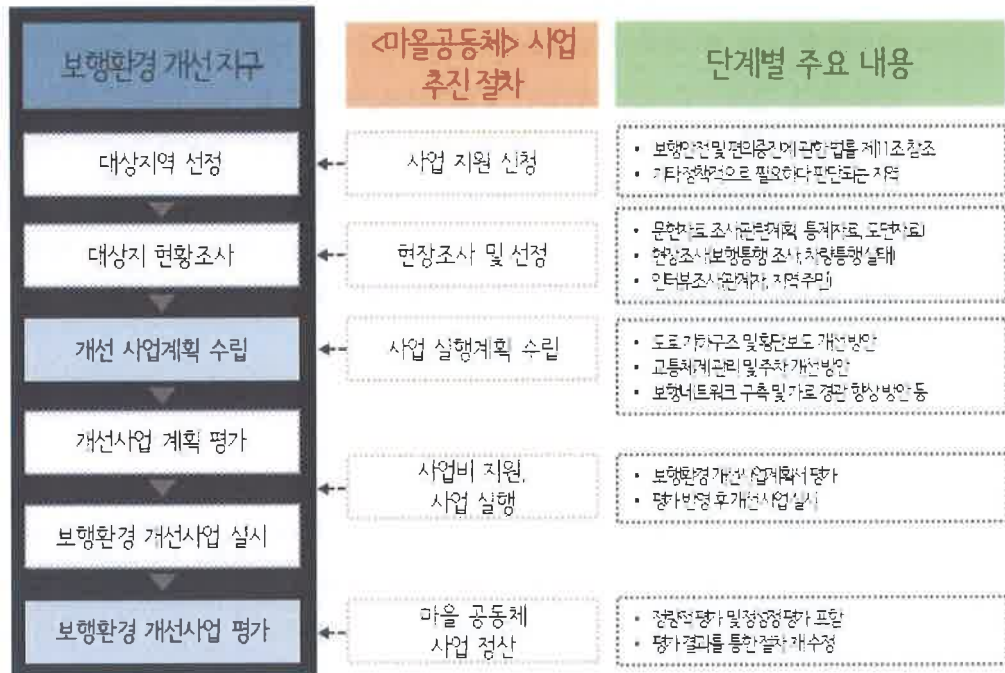 보행환경 개선 지구
<마을공동체> 사업
추진 절차
단계별 주요 내용
대상지역 선정
사업 지원 신청
• 보행안전 및 편의증진에 관한 법률 제11조 참조
• 기타 정책적으로 필요하다 판단되는 지역
대상지 현황조사
현장조사 및 선정
• 문헌자료 조사(관련계획, 통계자료, 도면자료)
• 현장조사(보행통행 조사, 차량통행 실태)
• 인터뷰조사(관계자, 지역주민)
개선 사업계획 수립
사업 실행계획 수립
• 도로 기하구조 및 횡단보도 개선방안
• 교통체계 관리 및 주차 개선방안
• 보행네트워크 구축 및 가로 경관 향상 방안 등
개선사업 계획 평가
사업비 지원,
사업 실행
• 보행환경 개선사업계획서 평가
• 평가 반영 후 개선사업 실시
보행환경 개선사업 실시
보행환경 개선사업 평가
마을 공동체
사업 정산
• 정량적 평가 및 정성정 평가 포함
• 평가 결과를 통한 절차 재수정